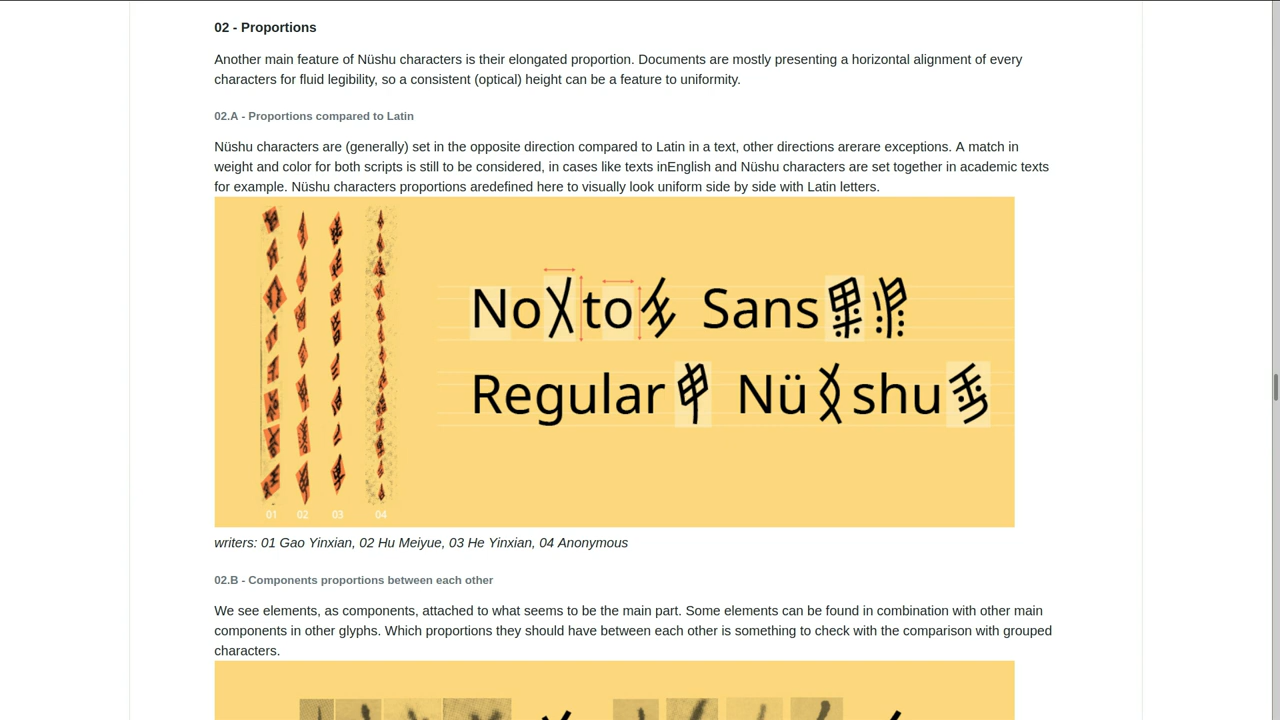 02 - Proportions
Another main feature of Nüshu characters is their elongated proportion. Documents are mostly presenting a horizontal alignment of every
characters for fluid legibility, so a consistent (optical) height can be a feature to uniformity.
02.A - Proportions compared to Latin
Nüshu characters are (generally) set in the opposite direction compared to Latin in a text, other directions arerare exceptions. A match in
weight and color for both scripts is still to be considered, in cases like texts inEnglish and Nüshu characters are set together in academic texts
for example. Nüshu characters proportions aredefined here to visually look uniform side by side with Latin letters.
No to Sans
Regular Nü shu
01 02 03 04
writers: 01 Gao Yinxian, 02 Hu Meiyue, 03 He Yinxian, 04 Anonymous
02.B - Components proportions between each other
We see elements, as components, attached to what seems to be the main part. Some elements can be found in combination with other main
components in other glyphs. Which proportions they should have between each other is something to check with the comparison with grouped
characters.